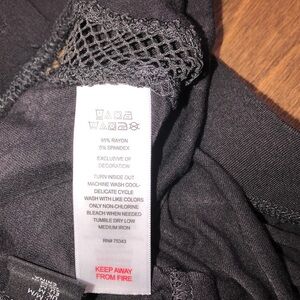 95% RAYON
5% SPANDEX
EXCLUSIVE OF
DECORATION
TURN INSIDE OUT
MACHINE WASH COOL-
DELICATE CYCLE
WASH WITH LIKE COLORS
ONLY NON-CHLORINE
BLEACH WHEN NEEDED
TUMBLE DRY LOW
MEDIUM IRON
RN# 75343
KEEP AWAY
FROM FIRE